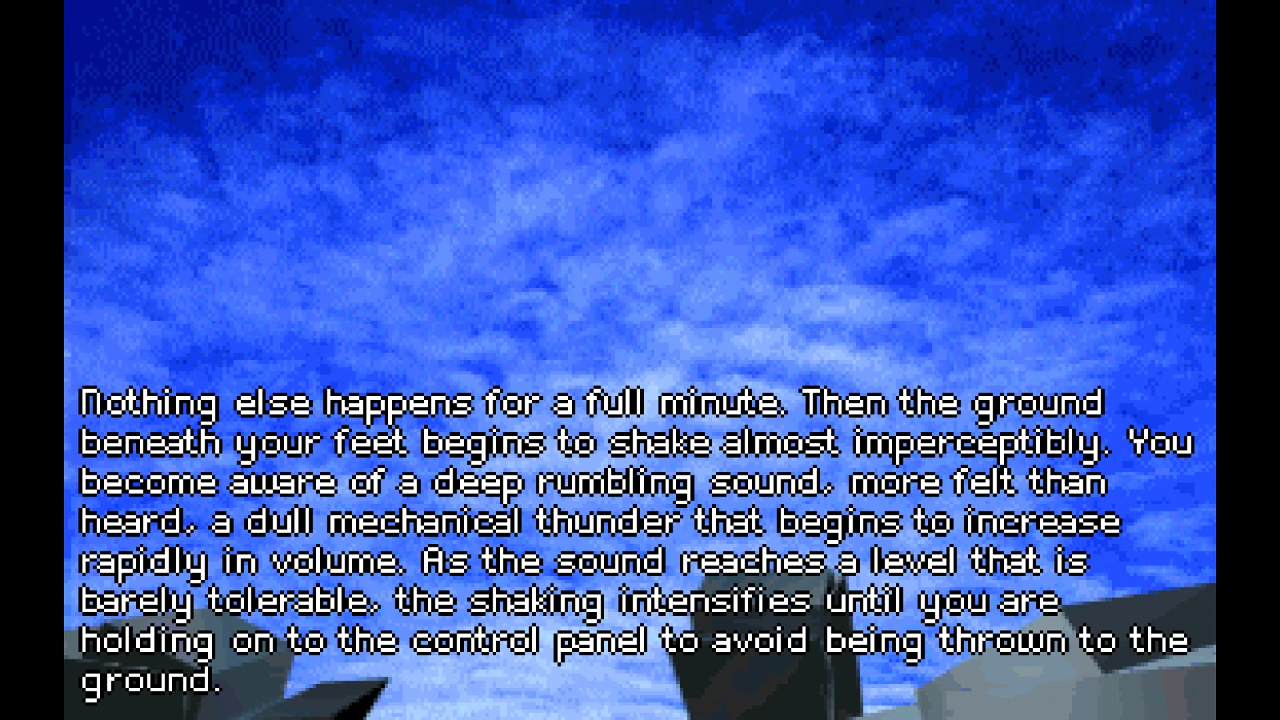 Nothing else happens for a full minute. Then the ground
beneath your feet begins to shake almost imperceptibly. You
become aware of a deep rumbling sound, more felt than
heard, a dull mechanical thunder that begins to increase
rapidly in volume. As the sound reaches a level that is
barely tolerable, the shaking intensifies until you are
holding on to the control panel to avoid being thrown to the
ground.